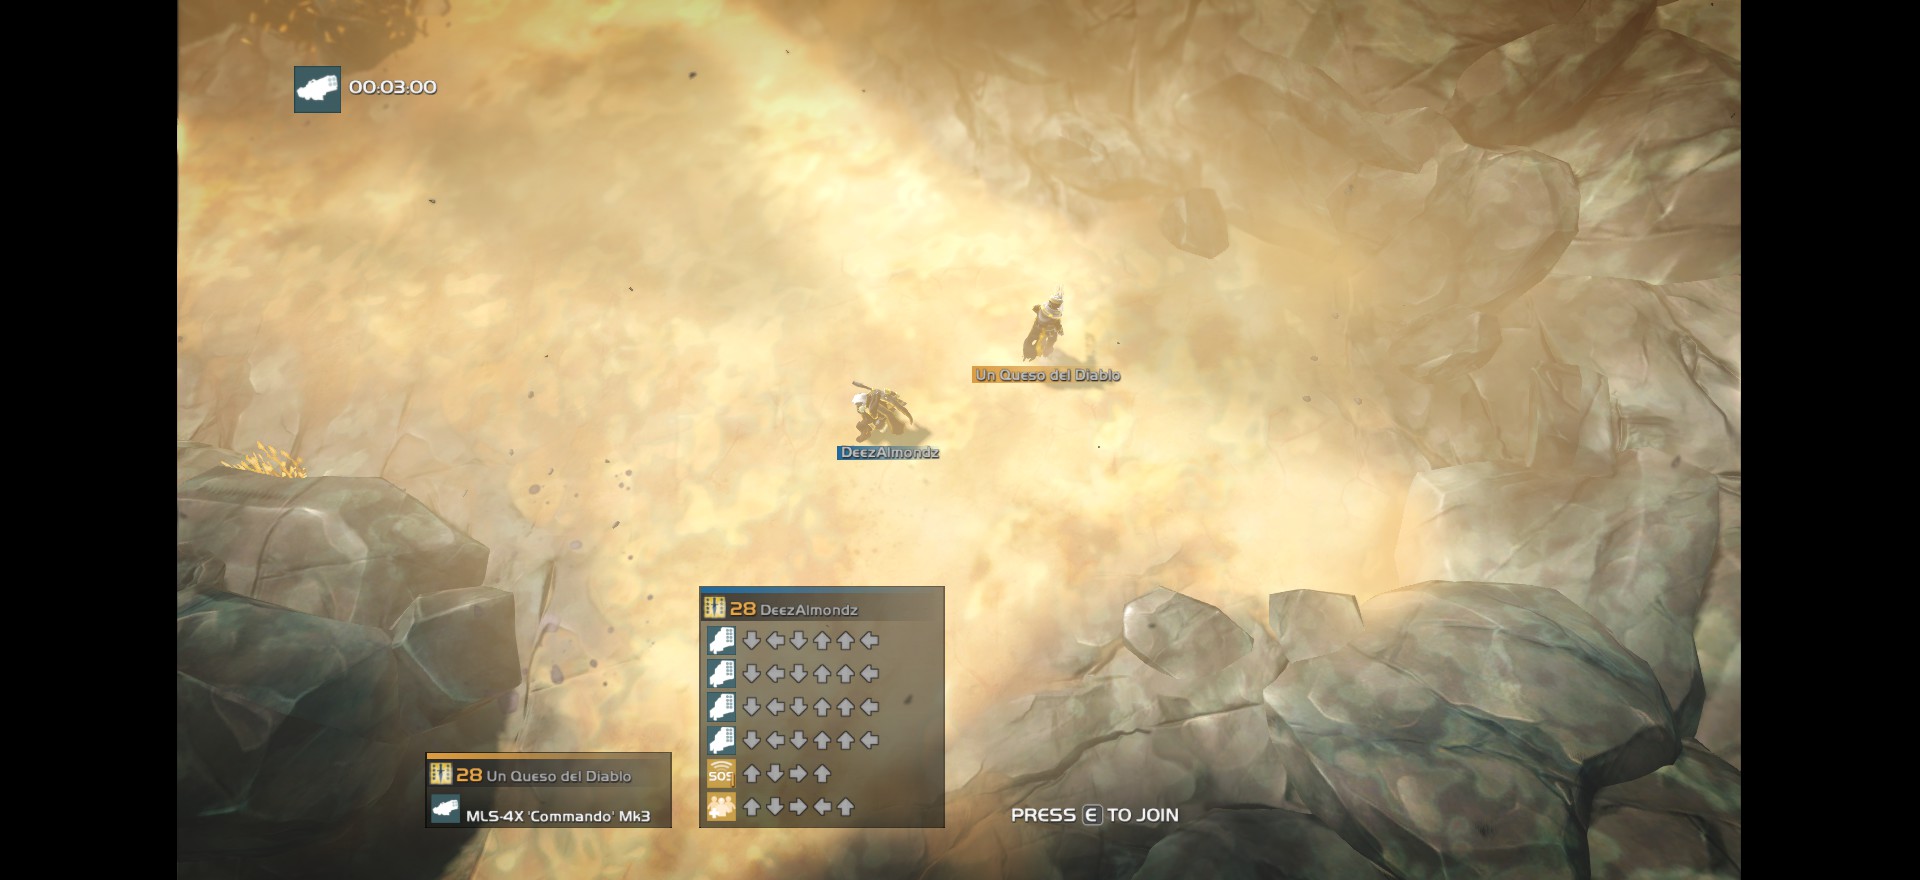 00:03:00
Un Queso del Diablo
DeezAlmondz
28 DeezAlmondz
SOS
28 Un Queso del Diablo
MLS-4X 'Commando' Mk3
PRESS E TO JOIN